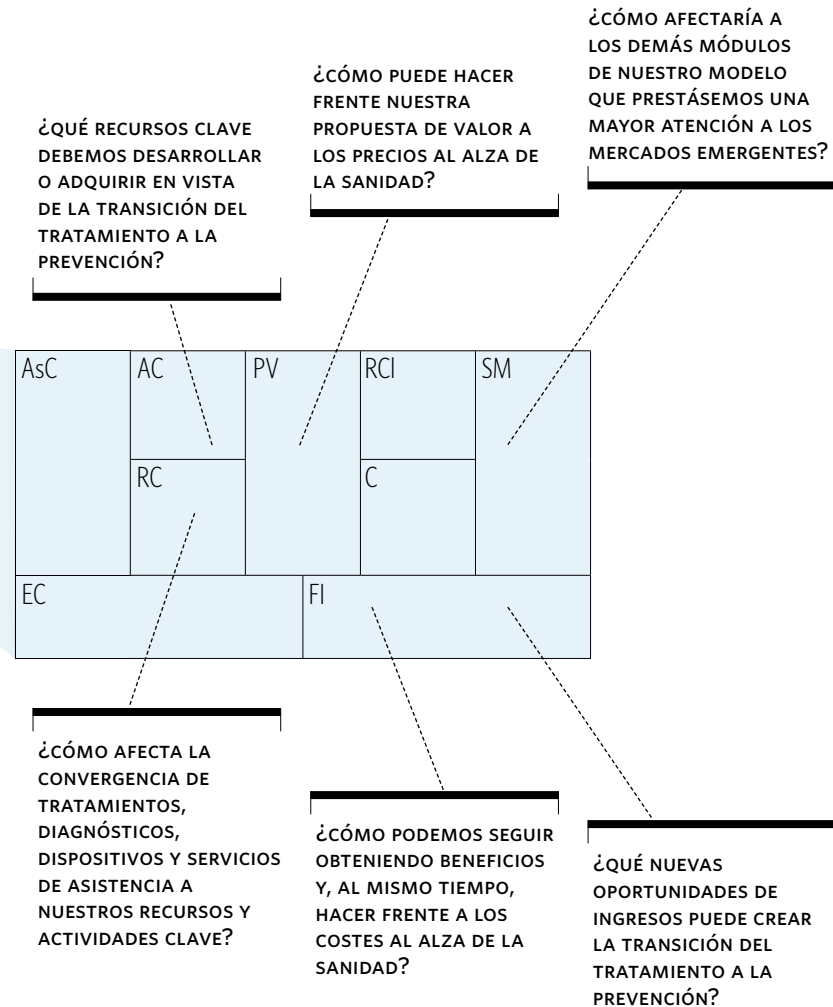 ¿QUÉ RECURSOS CLAVE
DEBEMOS DESARROLLAR
O ADQUIRIR EN VISTA
DE LA TRANSICIÓN DEL
TRATAMIENTO A LA
PREVENCIÓN?
¿CÓMO PUEDE HACER
FRENTE NUESTRA
PROPUESTA DE VALOR A
LOS PRECIOS AL ALZA DE
LA SANIDAD?
¿CÓMO AFECTARÍA A
LOS DEMÁS MÓDULOS
DE NUESTRO MODELO
QUE PRESTÁSEMOS UNA
MAYOR ATENCIÓN A LOS
MERCADOS EMERGENTES?
AsC
AC
PV
RCl
SM
RC
C
EC
FI
¿CÓMO AFECTA LA
CONVERGENCIA DE
TRATAMIENTOS,
DIAGNÓSTICOS,
DISPOSITIVOS Y SERVICIOS
DE ASISTENCIA A
NUESTROS RECURSOS Y
ACTIVIDADES CLAVE?
¿CÓMO PODEMOS SEGUIR
OBTENIENDO BENEFICIOS
Y, AL MISMO TIEMPO,
HACER FRENTE A LOS
COSTES AL ALZA DE LA
SANIDAD?
¿QUÉ NUEVAS
OPORTUNIDADES DE
INGRESOS PUEDE CREAR
LA TRANSICIÓN DEL
TRATAMIENTO A LA
PREVENCIÓN?